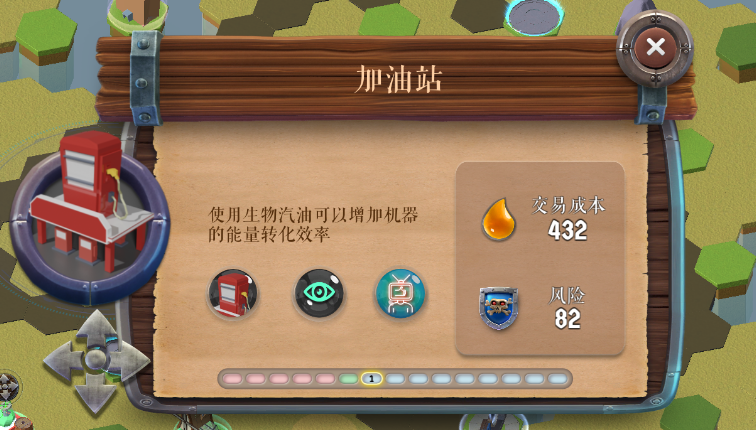 加油站
使用生物汽油可以增加机器
的能量转化效率
交易成本
432
风险
82
1